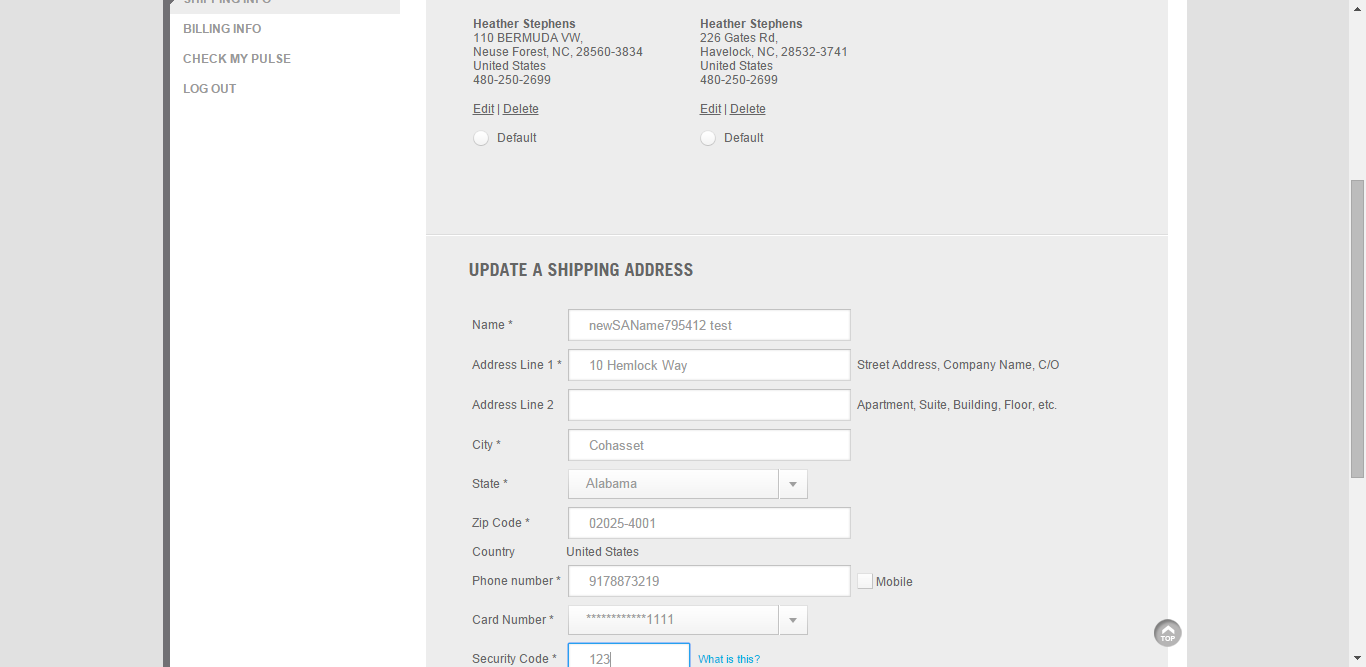 SHIPPING INFO
BILLING INFO
CHECK MY PULSE
LOG OUT
Heather Stephens
110 BERMUDA VW,
Neuse Forest, NC, 28560-3834
United States
480-250-2699
Edit | Delete
Default
Heather Stephens
226 Gates Rd,
Havelock, NC, 28532-3741
United States
480-250-2699
Edit | Delete
Default
UPDATE A SHIPPING ADDRESS
Name * newSAName795412 test
Address Line 1 * 10 Hemlock Way Street Address, Company Name, C/O
Address Line 2 Apartment, Suite, Building, Floor, etc.
City * Cohasset
State * Alabama
Zip Code * 02025-4001
Country United States
Phone number * 9178873219 Mobile
Card Number * ************1111
Security Code * 123 What is this?
TOP